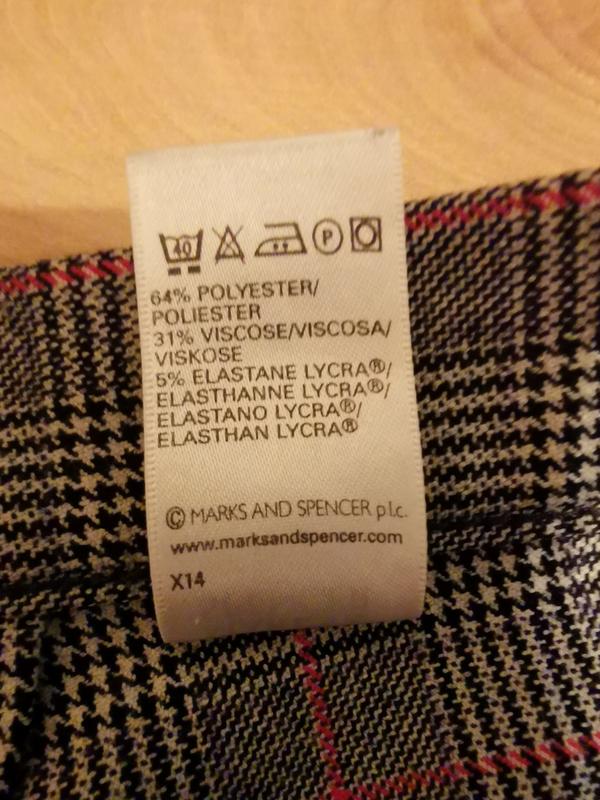 40 P
64% POLYESTER/
POLIESTER
31% VISCOSE/VISCOSA/
VISKOSE
5% ELASTANE LYCRA®/
ELASTHANNE LYCRA®/
ELASTANO LYCRA®/
ELASTHAN LYCRA®
© MARKS AND SPENCER p.l.c.
www.marksandspencer.com
X14